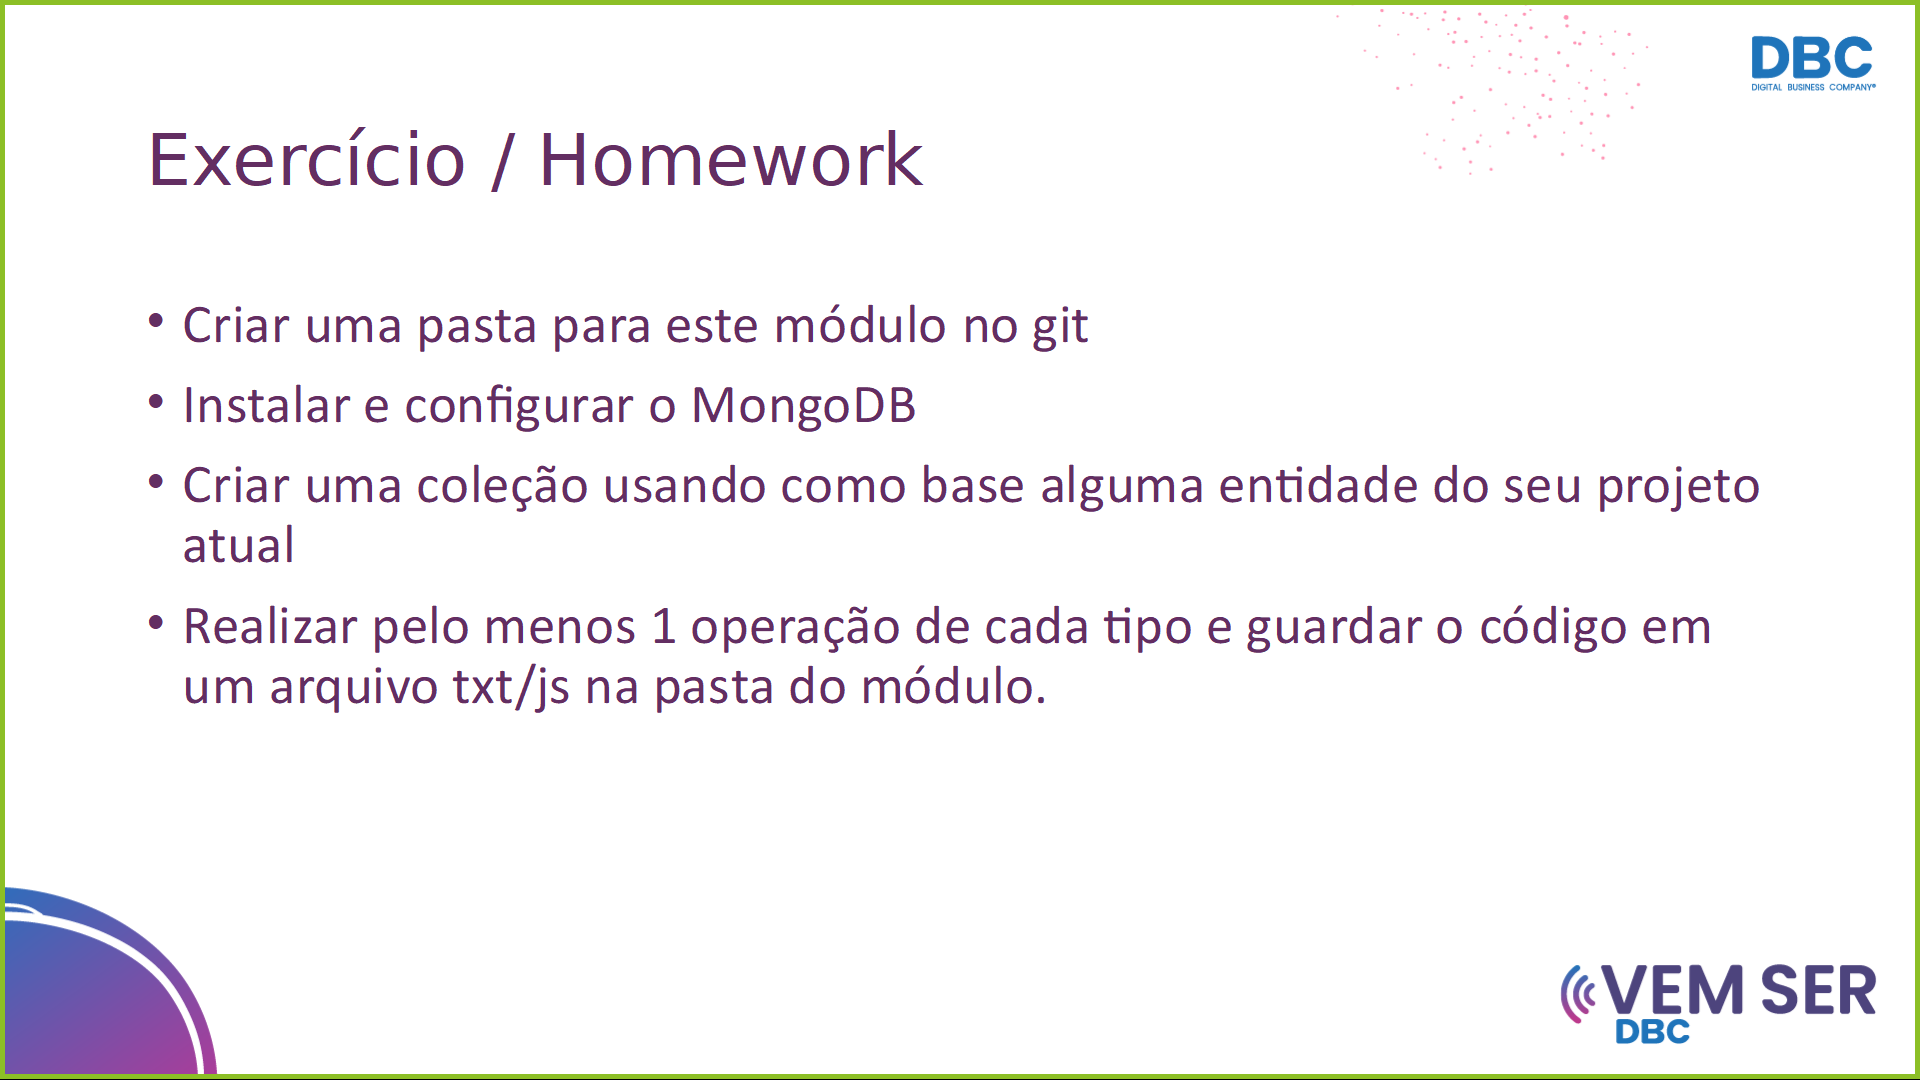 DBC
DIGITAL BUSINESS COMPANY®
Exercício / Homework
• Criar uma pasta para este módulo no git
• Instalar e configurar o MongoDB
• Criar uma coleção usando como base alguma entidade do seu projeto
atual
• Realizar pelo menos 1 operação de cada tipo e guardar o código em
um arquivo txt/js na pasta do módulo.
VEM SER
DBC